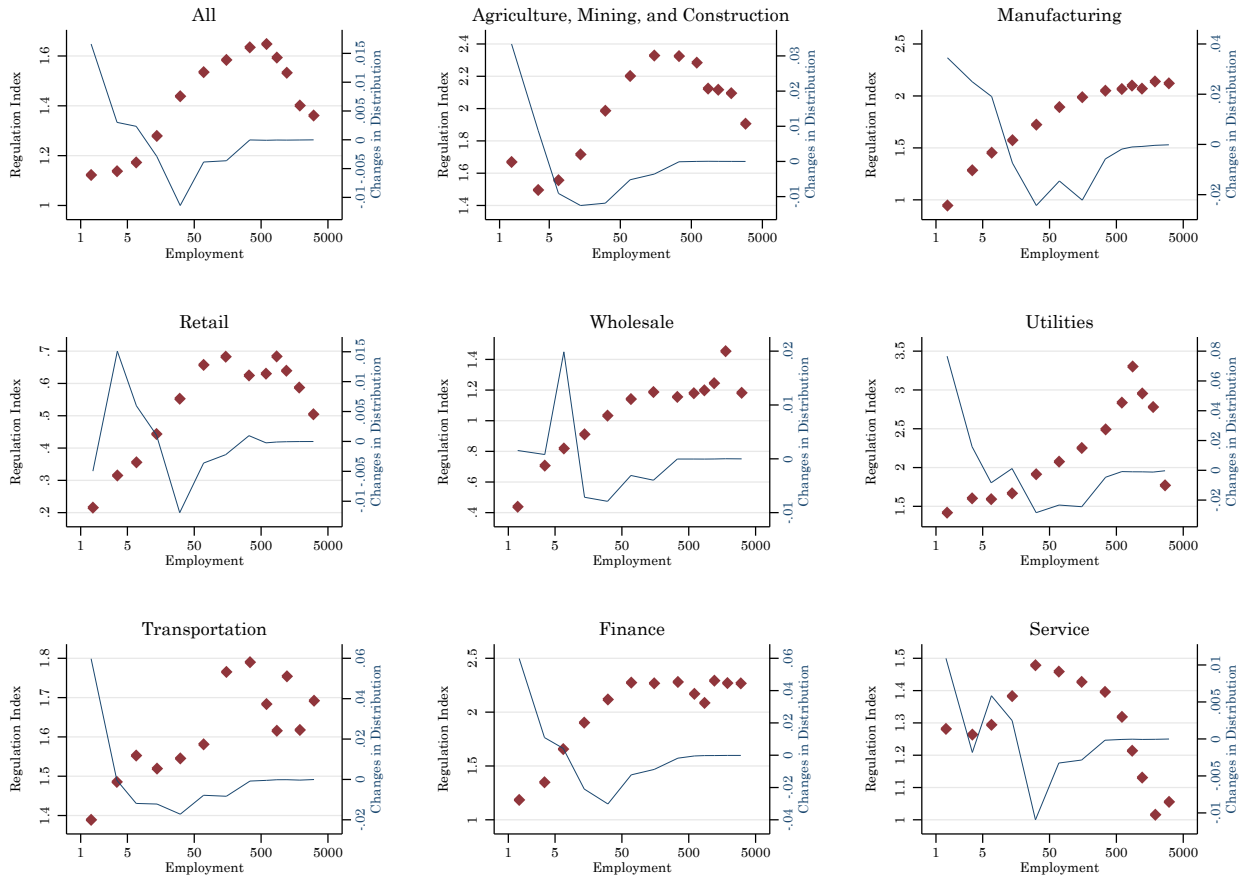 All
Regulation Index
1 1.2 1.4 1.6
-.01 -.005 0 .005 .01 .015
Changes in Distribution
1 5 50 500 5000
Employment
Agriculture, Mining, and Construction
Regulation Index
1.4 1.6 1.8 2 2.2 2.4
-.01 0 .01 .02 .03
Changes in Distribution
1 5 50 500 5000
Employment
Manufacturing
Regulation Index
1 1.5 2 2.5
-.02 0 .02 .04
Changes in Distribution
1 5 50 500 5000
Employment
Retail
Regulation Index
.2 .3 .4 .5 .6 .7
-.01 -.005 0 .005 .01 .015
Changes in Distribution
1 5 50 500 5000
Employment
Wholesale
Regulation Index
.4 .6 .8 1 1.2 1.4
-.01 0 .01 .02
Changes in Distribution
1 5 50 500 5000
Employment
Utilities
Regulation Index
1.5 2 2.5 3 3.5
-.02 0 .02 .04 .06 .08
Changes in Distribution
1 5 50 500 5000
Employment
Transportation
Regulation Index
1.4 1.5 1.6 1.7 1.8
-.02 0 .02 .04 .06
Changes in Distribution
1 5 50 500 5000
Employment
Finance
Regulation Index
1 1.5 2 2.5
-.04 -.02 0 .02 .04 .06
Changes in Distribution
1 5 50 500 5000
Employment
Service
Regulation Index
1 1.1 1.2 1.3 1.4 1.5
-.01 -.005 0 .005 .01
Changes in Distribution
1 5 50 500 5000
Employment